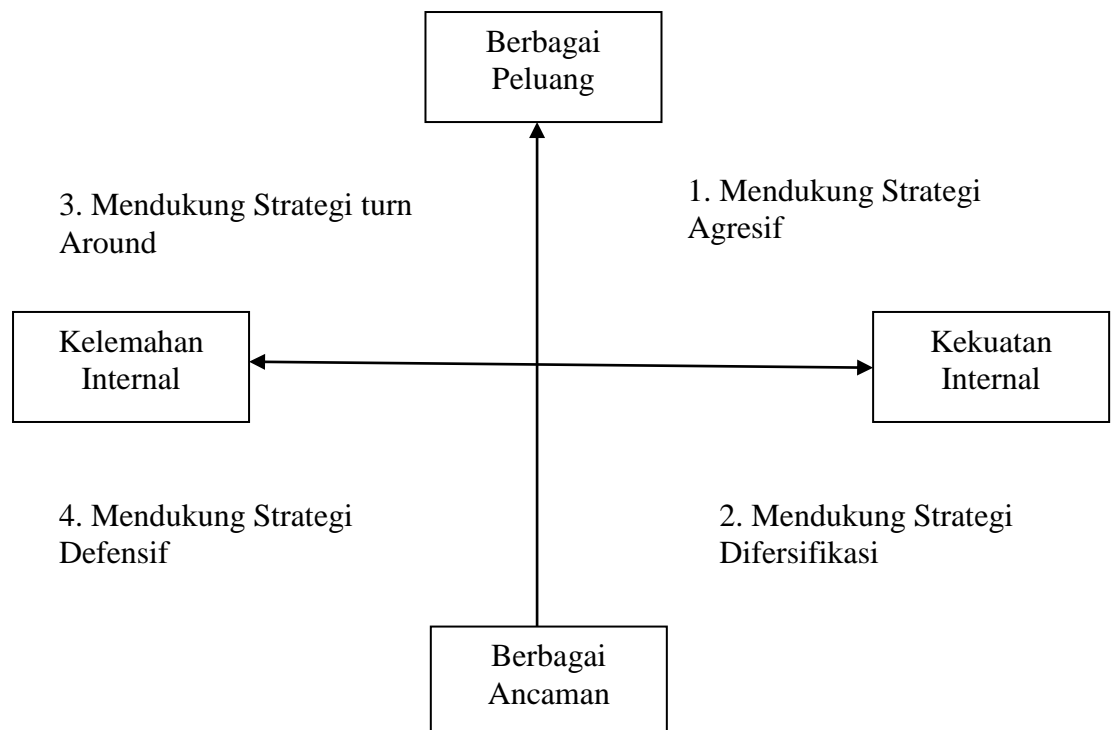 Berbagai
Peluang
3. Mendukung Strategi turn
Around
1. Mendukung Strategi
Agresif
Kelemahan
Internal
Kekuatan
Internal
4. Mendukung Strategi
Defensif
2. Mendukung Strategi
Difersifikasi
Berbagai
Ancaman